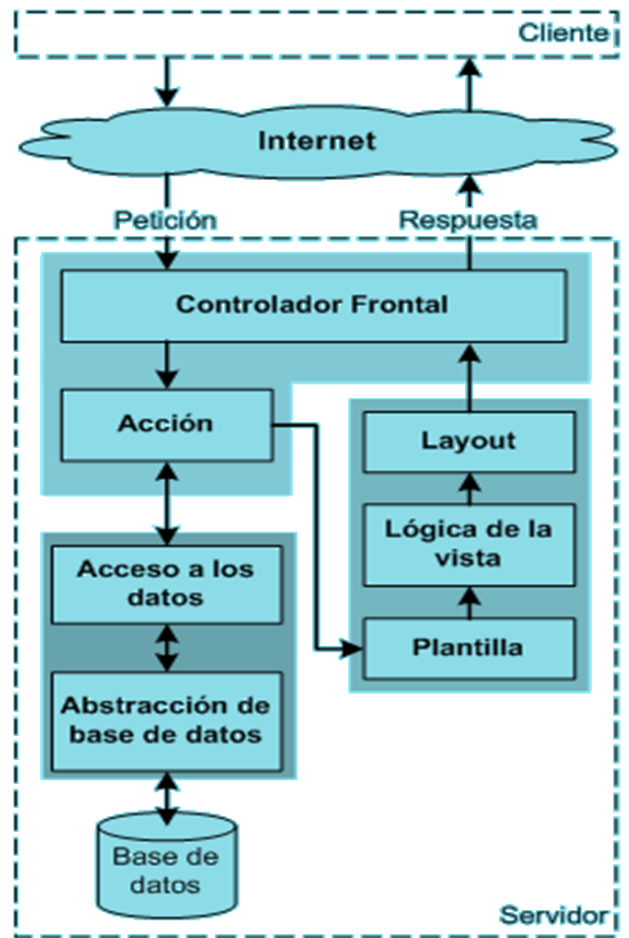 Cliente
Internet
Petición
Respuesta
Controlador Frontal
Acción
Layout
Lógica de la
vista
Plantilla
Acceso a los
datos
Abstracción de
base de datos
Base de
datos
Servidor